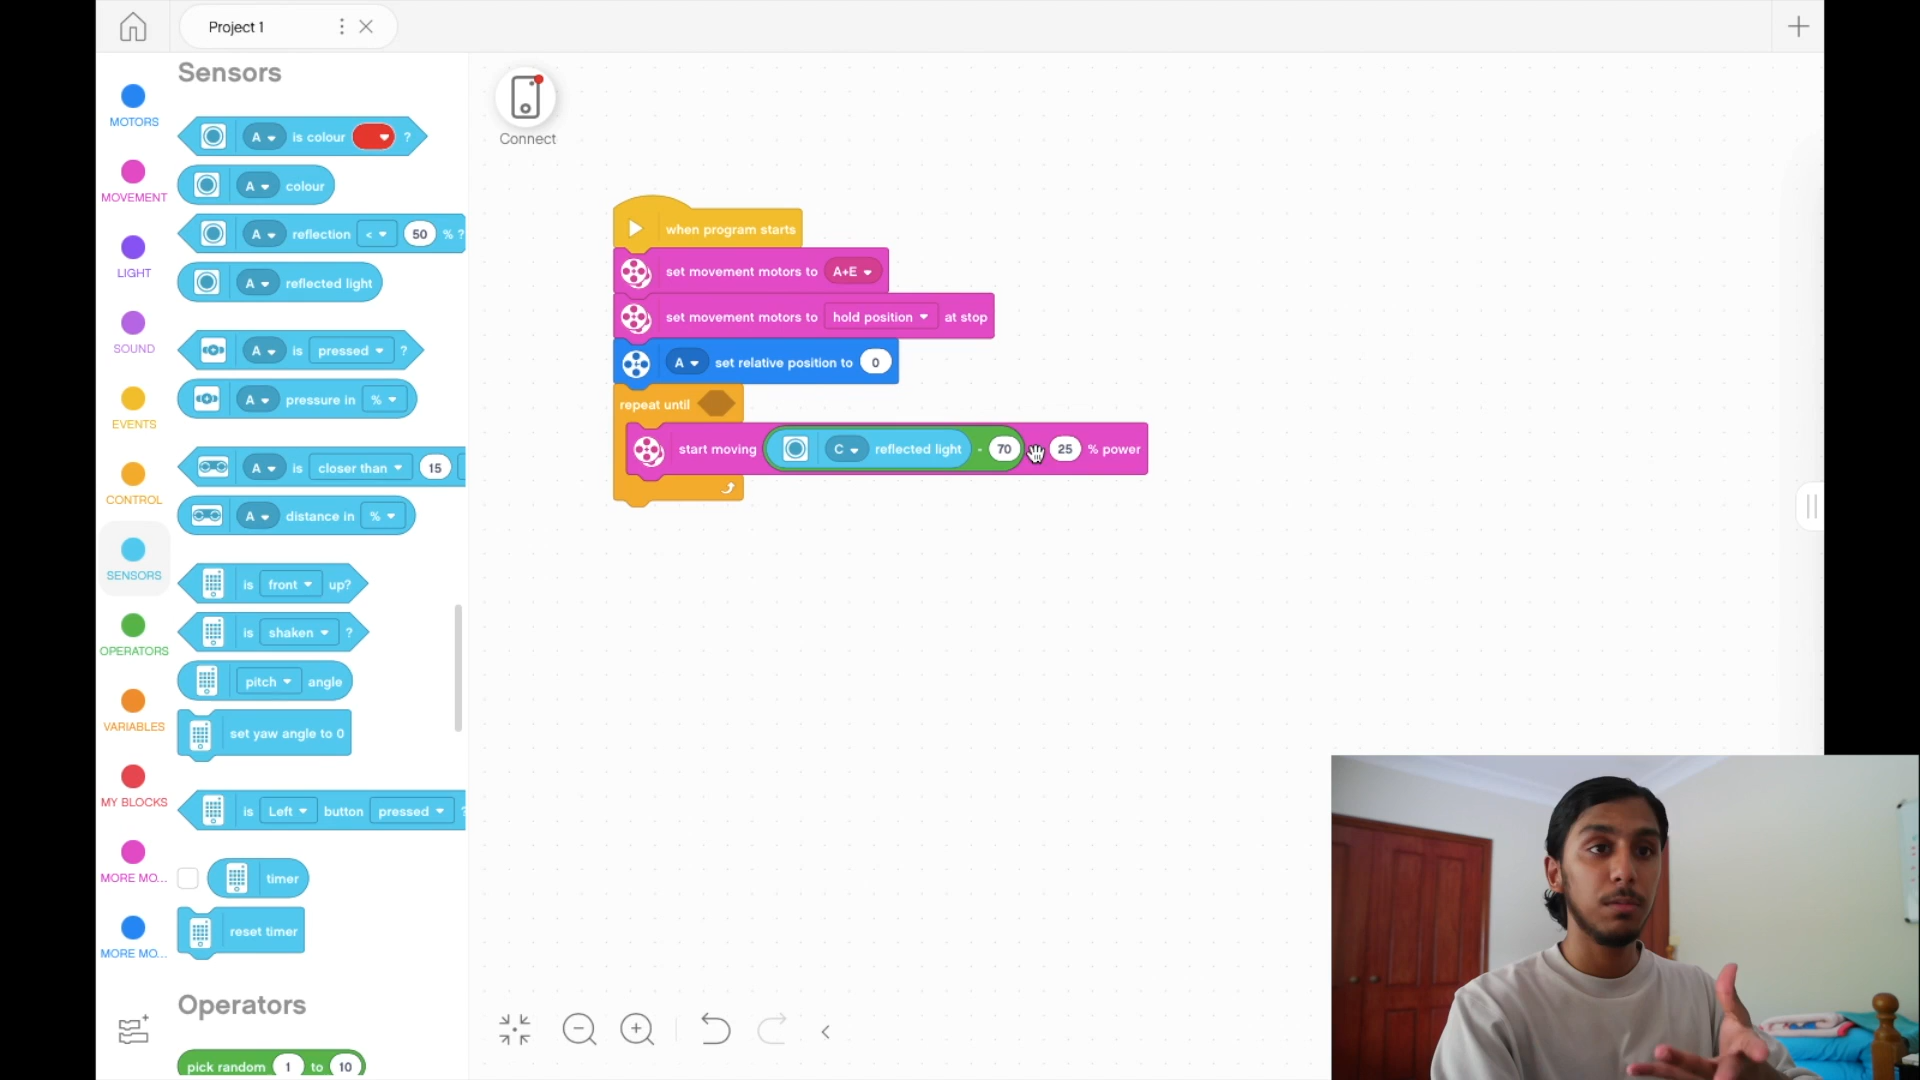 Project 1
Sensors
MOTORS
MOVEMENT
LIGHT
SOUND
EVENTS
CONTROL
SENSORS
OPERATORS
VARIABLES
MY BLOCKS
MORE MO...
MORE MO...
A is colour ?
A colour
A reflection < 50 % ?
A reflected light
A is pressed ?
A pressure in %
A is closer than 15
A distance in %
is front up?
is shaken ?
pitch angle
set yaw angle to 0
is Left button pressed ?
timer
reset timer
Operators
pick random 1 to 10
Connect
when program starts
set movement motors to A+E
set movement motors to hold position at stop
A set relative position to 0
repeat until
start moving C reflected light - 70 25 % power